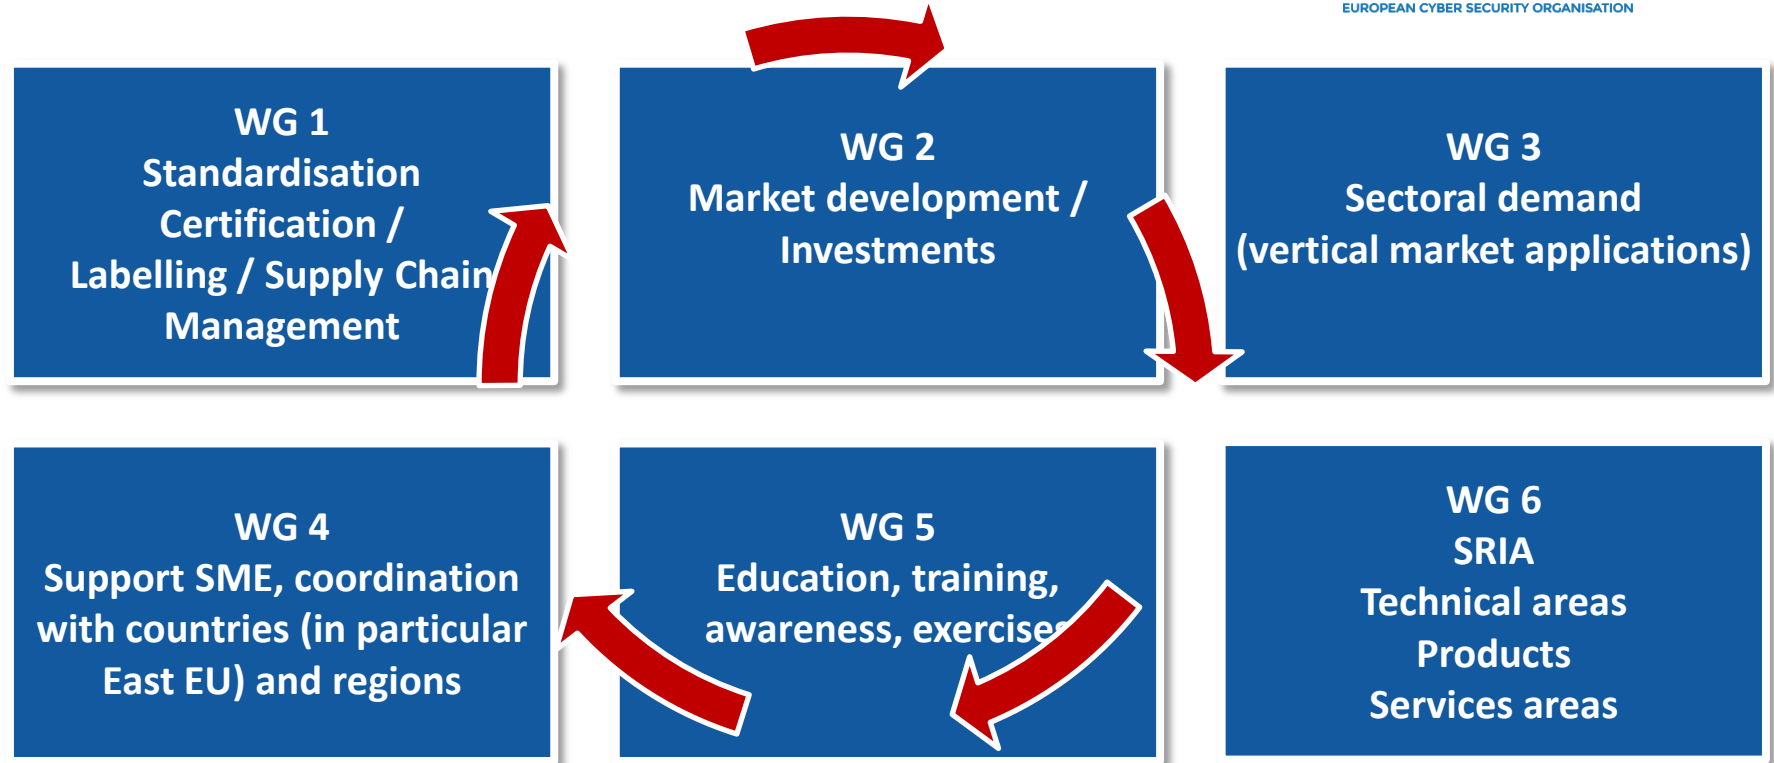 EUROPEAN CYBER SECURITY ORGANISATION
WG 1
Standardisation
Certification /
Labelling / Supply Chain
Management
WG 2
Market development /
Investments
WG 3
Sectoral demand
(vertical market applications)
WG 4
Support SME, coordination
with countries (in particular
East EU) and regions
WG 5
Education, training,
awareness, exercises
WG 6
SRIA
Technical areas
Products
Services areas